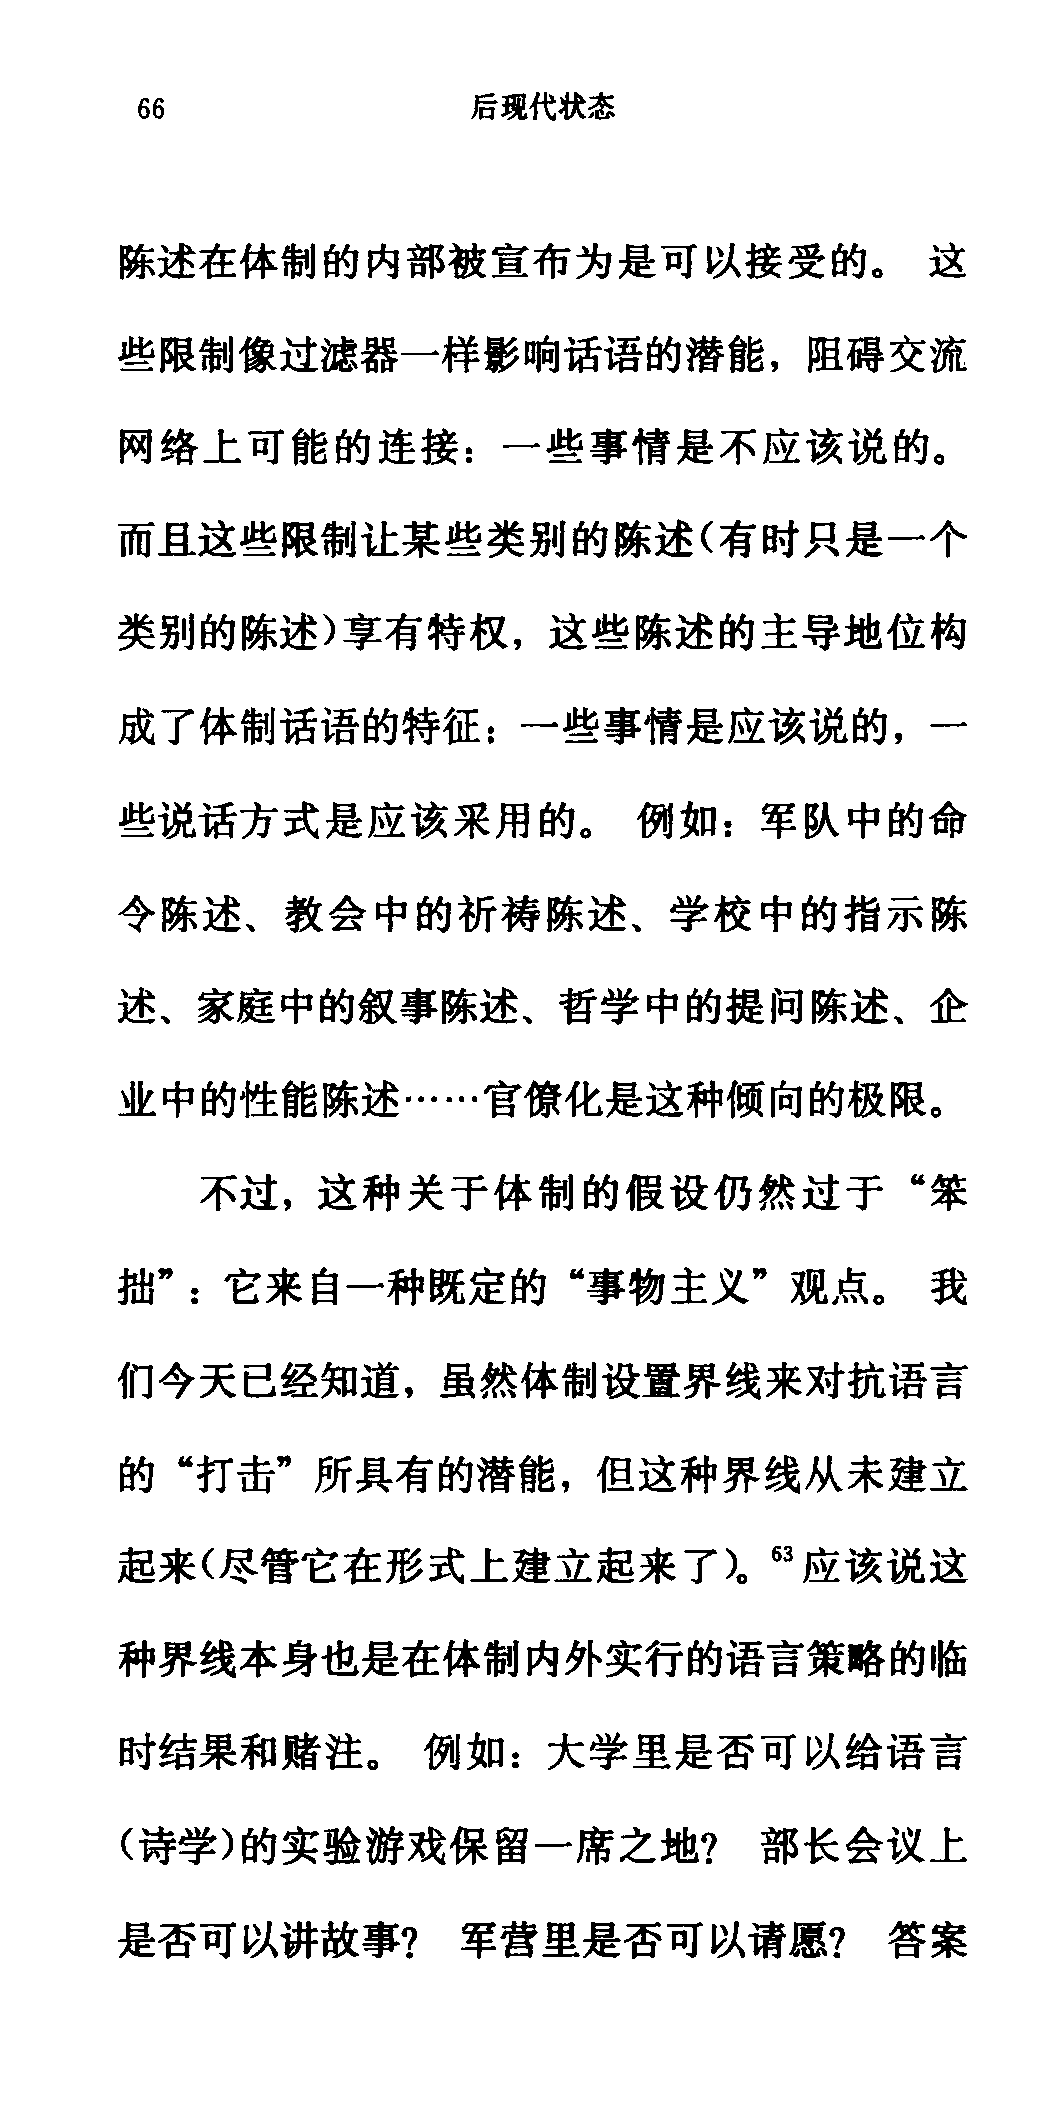 66 后现代状态
陈述在体制的内部被宣布为是可以接受的。 这
些限制像过滤器一样影响话语的潜能，阻碍交流
网络上可能的连接：一些事情是不应该说的。
而且这些限制让某些类别的陈述（有时只是一个
类别的陈述）享有特权，这些陈述的主导地位构
成了体制话语的特征：一些事情是应该说的，一
些说话方式是应该采用的。 例如：军队中的命
令陈述、教会中的祈祷陈述、学校中的指示陈
述、家庭中的叙事陈述、哲学中的提问陈述、企
业中的性能陈述……官僚化是这种倾向的极限。
不过，这种关于体制的假设仍然过于“笨
拙”：它来自一种既定的“事物主义”观点。 我
们今天已经知道，虽然体制设置界线来对抗语言
的“打击”所具有的潜能，但这种界线从未建立
起来（尽管它在形式上建立起来了）。63 应该说这
种界线本身也是在体制内外实行的语言策略的临
时结果和赌注。 例如：大学里是否可以给语言
（诗学）的实验游戏保留一席之地？ 部长会议上
是否可以讲故事？ 军营里是否可以请愿？ 答案